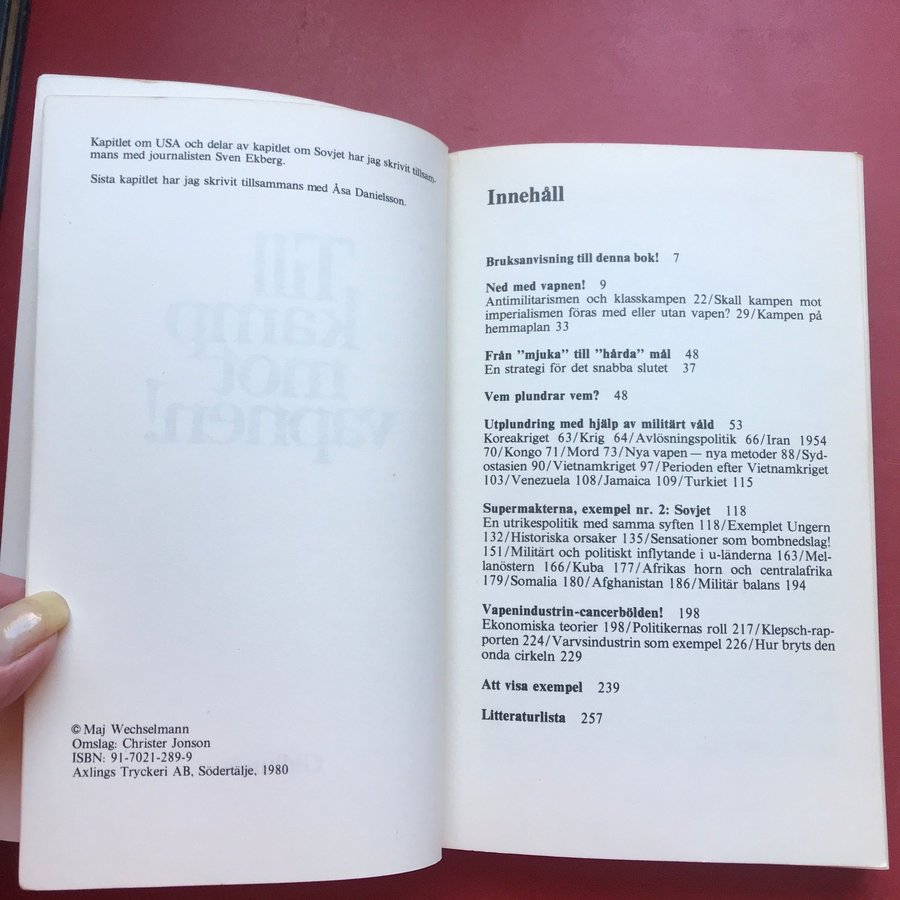 Kapitlet om USA och delar av kapitlet om Sovjet har jag skrivit tillsam-
mans med journalisten Sven Ekberg.
Sista kapitlet har jag skrivit tillsammans med Åsa Danielsson.
Till
kamp
mot
vapnen!
© Maj Wechselmann
Omslag: Christer Jonson
ISBN: 91-7021-289-9
Axlings Tryckeri AB, Södertälje, 1980
Innehåll
Bruksanvisning till denna bok! 7
Ned med vapnen! 9
Antimilitarismen och klasskampen 22/Skall kampen mot
imperialismen föras med eller utan vapen? 29/Kampen på
hemmaplan 33
Från "mjuka" till "hårda" mål 48
En strategi för det snabba slutet 37
Vem plundrar vem? 48
Utplundring med hjälp av militärt våld 53
Koreakriget 63/Krig 64/Avlösningspolitik 66/Iran 1954
70/Kongo 71/Mord 73/Nya vapen — nya metoder 88/Syd-
ostasien 90/Vietnamkriget 97/Perioden efter Vietnamkriget
103/Venezuela 108/Jamaica 109/Turkiet 115
Supermakterna, exempel nr. 2: Sovjet 118
En utrikespolitik med samma syften 118/Exemplet Ungern
132/Historiska orsaker 135/Sensationer som bombnedslag!
151/Militärt och politiskt inflytande i u-länderna 163/Mel-
lanöstern 166/Kuba 177/Afrikas horn och centralafrika
179/Somalia 180/Afghanistan 186/Militär balans 194
Vapenindustrin-cancerbölden! 198
Ekonomiska teorier 198/Politikernas roll 217/Klepsch-rap-
porten 224/Varvsindustrin som exempel 226/Hur bryts den
onda cirkeln 229
Att visa exempel 239
Litteraturlista 257